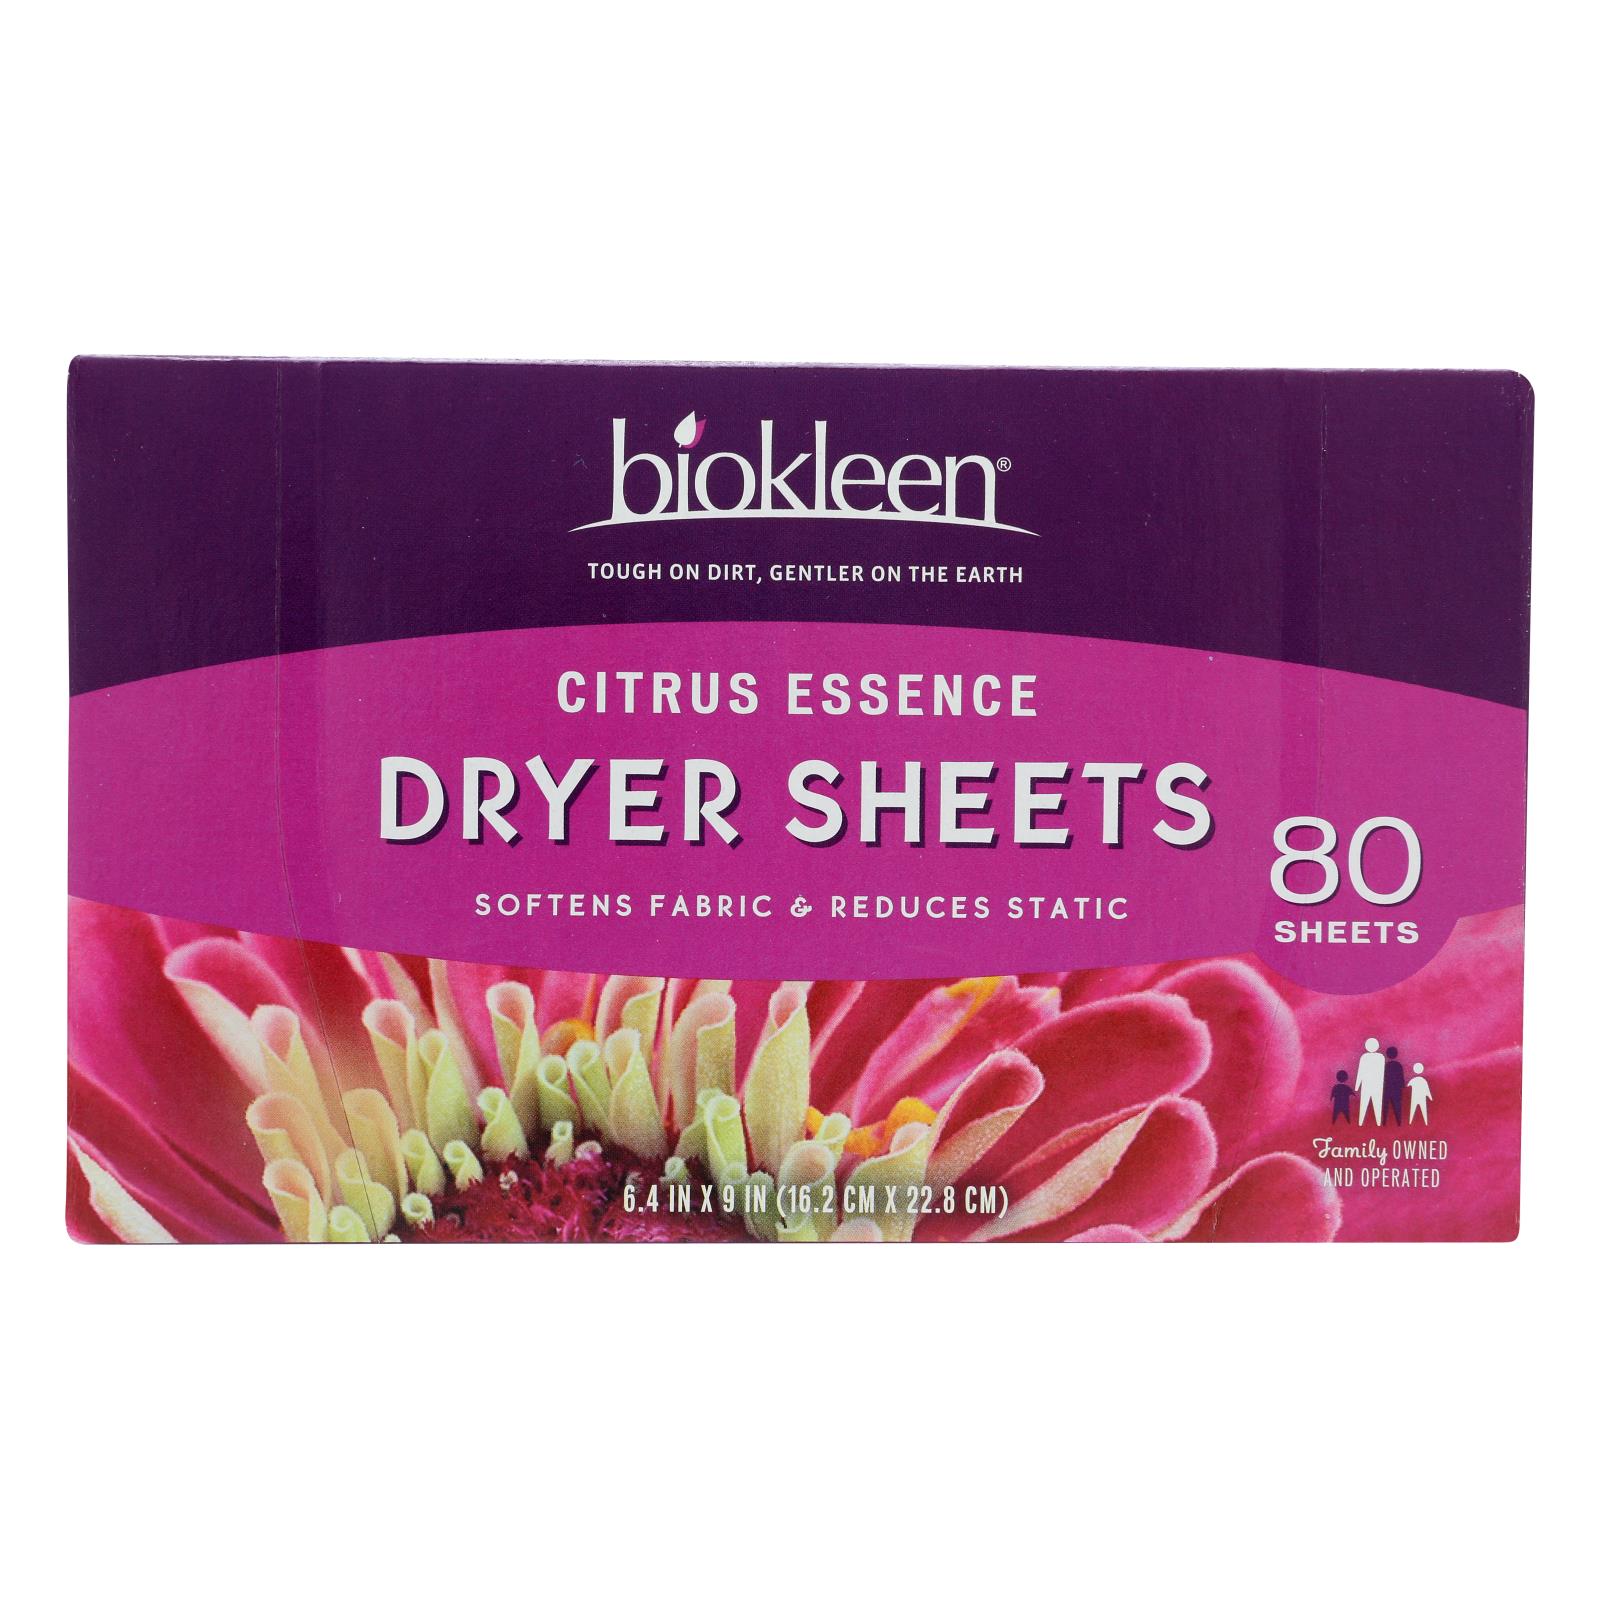 biokleen®
TOUGH ON DIRT, GENTLER ON THE EARTH
CITRUS ESSENCE
DRYER SHEETS
SOFTENS FABRIC & REDUCES STATIC
80
SHEETS
Family OWNED
AND OPERATED
6.4 IN X 9 IN (16.2 CM X 22.8 CM)